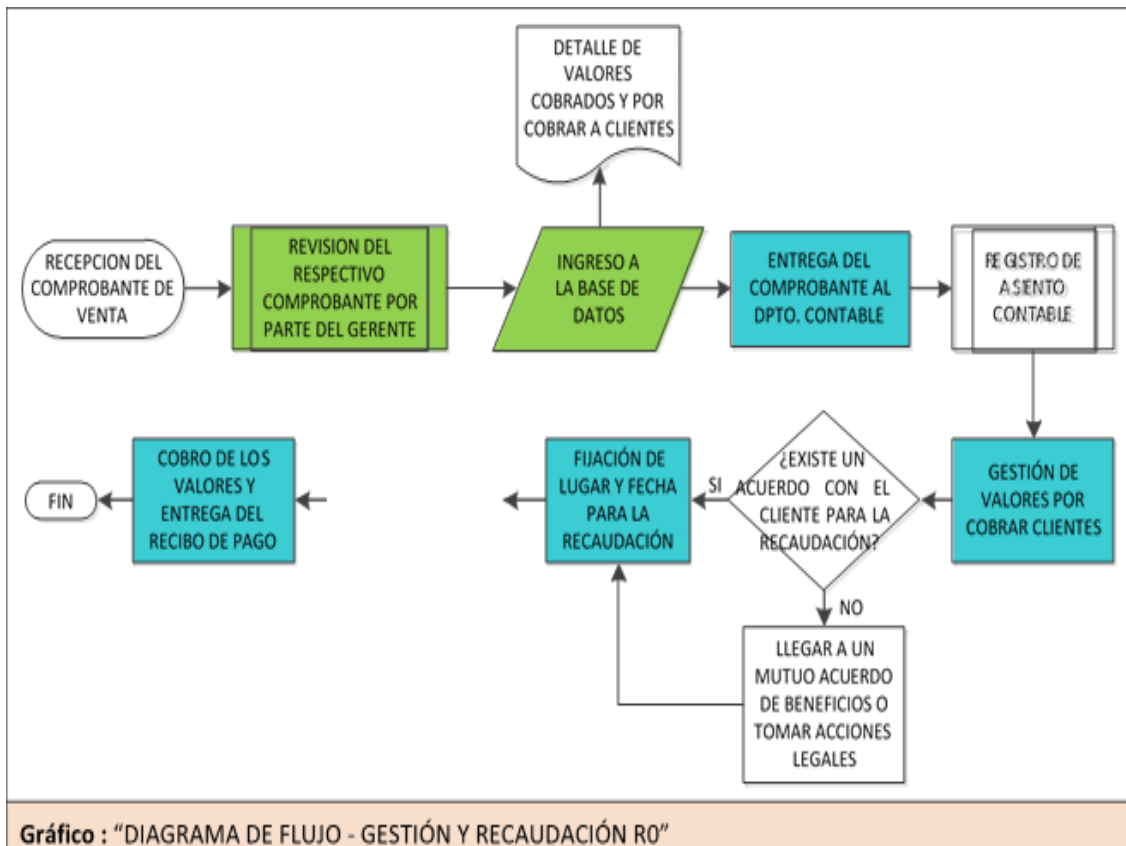 DETALLE DE
VALORES
COBRADOS Y POR
COBRAR A CLIENTES
RECEPCION DEL
COMPROBANTE DE
VENTA
REVISION DEL
RESPECTIVO
COMPROBANTE POR
PARTE DEL GERENTE
INGRESO A
LA BASE DE
DATOS
ENTREGA DEL
COMPROBANTE AL
DPTO. CONTABLE
REGISTRO DE
ASIENTO
CONTABLE
GESTIÓN DE
VALORES POR
COBRAR CLIENTES
¿EXISTE UN
ACUERDO CON EL
CLIENTE PARA LA
RECAUDACIÓN?
SI
NO
FIJACIÓN DE
LUGAR Y FECHA
PARA LA
RECAUDACIÓN
LLEGAR A UN
MUTUO ACUERDO
DE BENEFICIOS O
TOMAR ACCIONES
LEGALES
COBRO DE LOS
VALORES Y
ENTREGA DEL
RECIBO DE PAGO
FIN
Gráfico : “DIAGRAMA DE FLUJO - GESTIÓN Y RECAUDACIÓN R0”